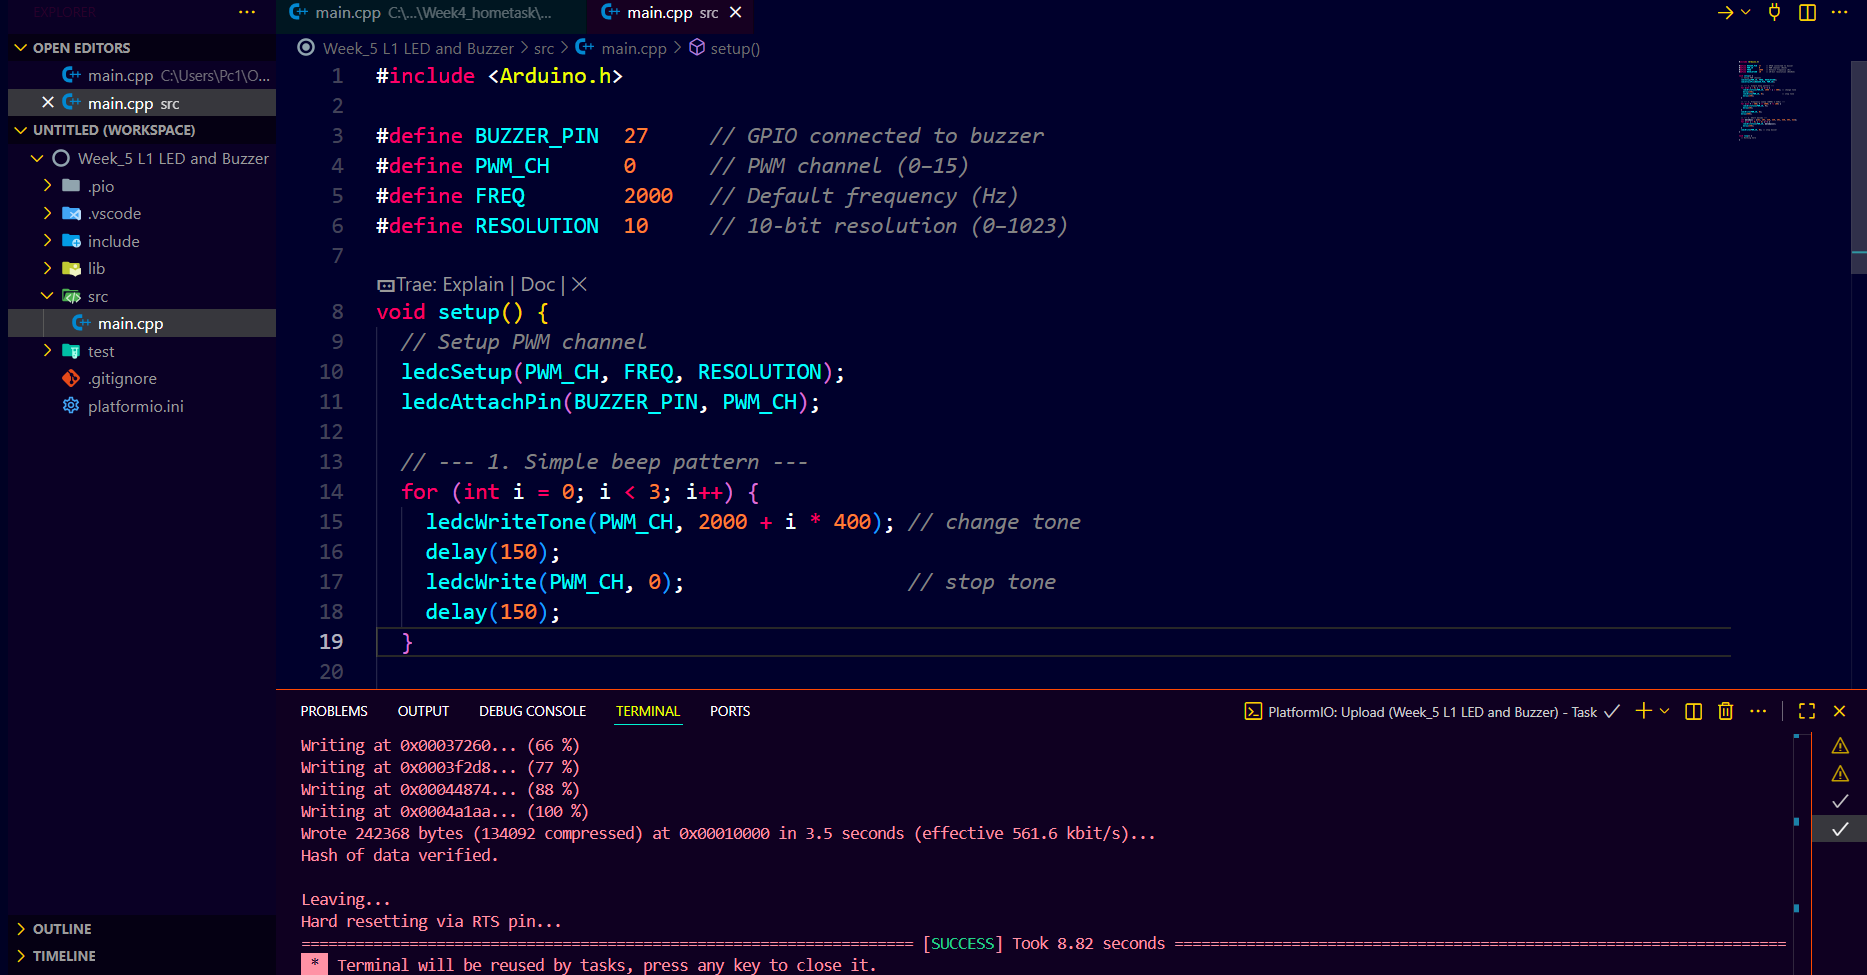 EXPLORER
OPEN EDITORS
main.cpp C:\Users\Pc1\O...
main.cpp src
UNTITLED (WORKSPACE)
Week_5 L1 LED and Buzzer
.pio
.vscode
include
lib
src
main.cpp
test
.gitignore
platformio.ini
OUTLINE
TIMELINE
main.cpp C:\...\Week4_hometask\...
main.cpp src
Week_5 L1 LED and Buzzer > src > main.cpp > setup()
1 #include <Arduino.h>
2
3 #define BUZZER_PIN 27 // GPIO connected to buzzer
4 #define PWM_CH 0 // PWM channel (0–15)
5 #define FREQ 2000 // Default frequency (Hz)
6 #define RESOLUTION 10 // 10-bit resolution (0–1023)
7
Trae: Explain | Doc | ×
8 void setup() {
9 // Setup PWM channel
10 ledcSetup(PWM_CH, FREQ, RESOLUTION);
11 ledcAttachPin(BUZZER_PIN, PWM_CH);
12
13 // --- 1. Simple beep pattern ---
14 for (int i = 0; i < 3; i++) {
15 ledcWriteTone(PWM_CH, 2000 + i * 400); // change tone
16 delay(150);
17 ledcWrite(PWM_CH, 0); // stop tone
18 delay(150);
19 }
20
PROBLEMS OUTPUT DEBUG CONSOLE TERMINAL PORTS
PlatformIO: Upload (Week_5 L1 LED and Buzzer) - Task
Writing at 0x00037260... (66 %)
Writing at 0x0003f2d8... (77 %)
Writing at 0x00044874... (88 %)
Writing at 0x0004a1aa... (100 %)
Wrote 242368 bytes (134092 compressed) at 0x00010000 in 3.5 seconds (effective 561.6 kbit/s)...
Hash of data verified.
Leaving...
Hard resetting via RTS pin...
==================================================================== [SUCCESS] Took 8.82 seconds ====================================================================
* Terminal will be reused by tasks, press any key to close it.